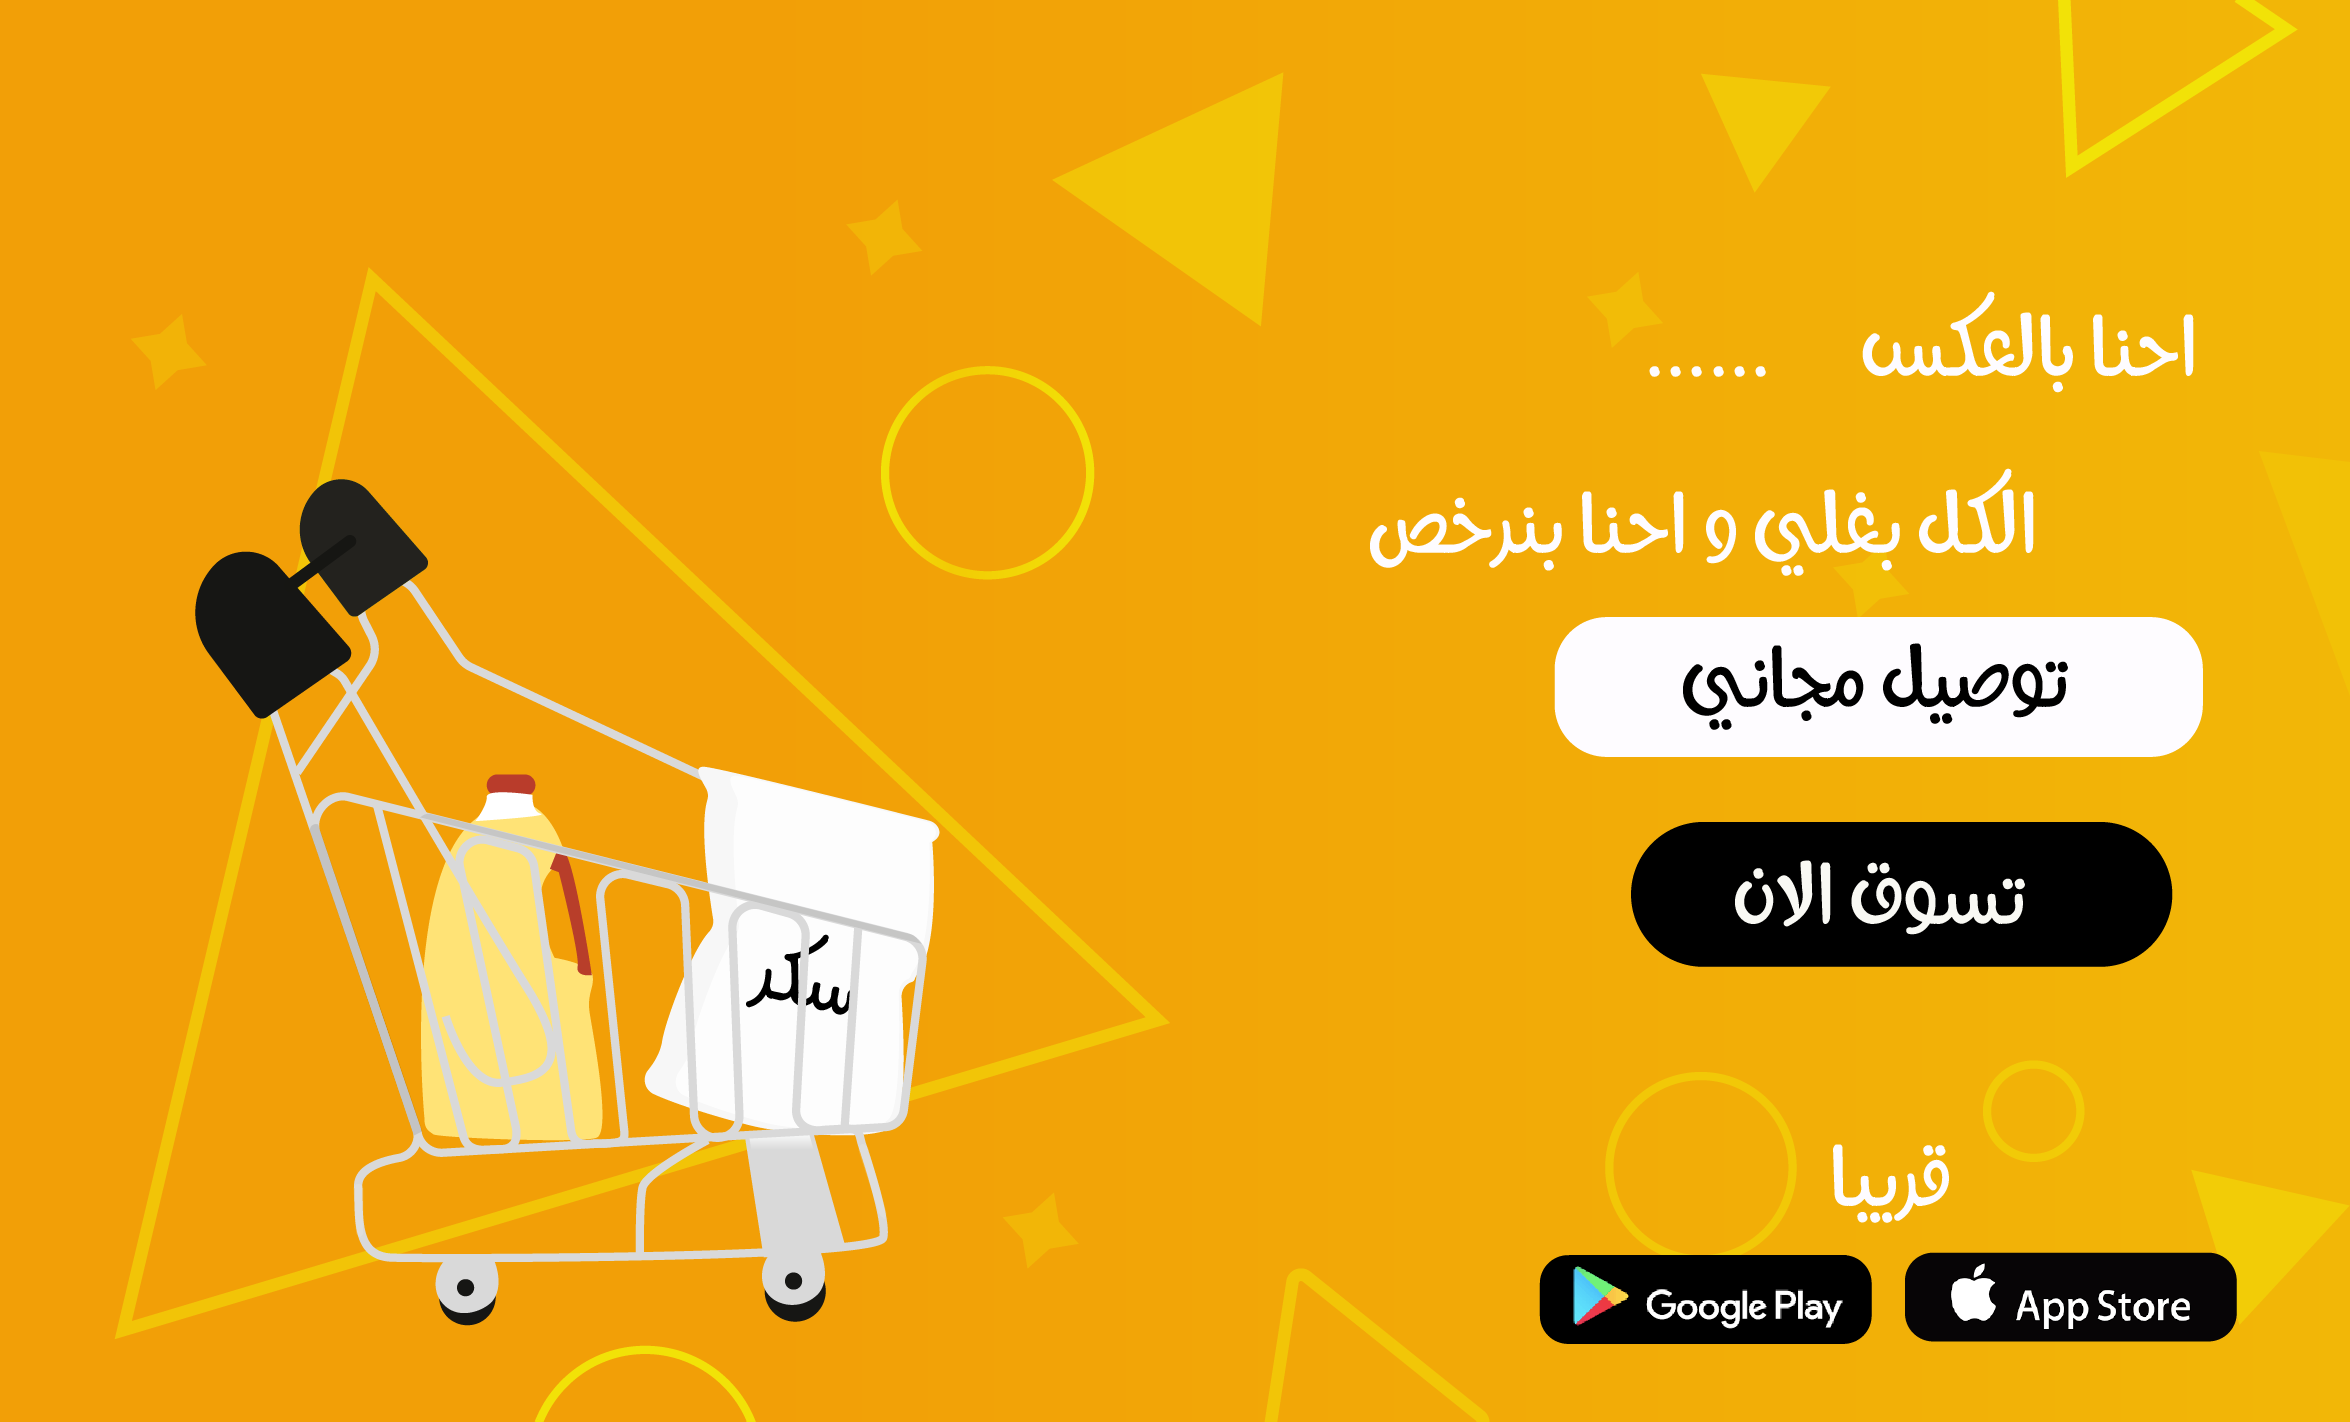 احنا بالعكس ......
الكل بغلي و احنا بنرخص
توصيل مجاني
تسوق الان
سكر
قريبا
Google Play
App Store